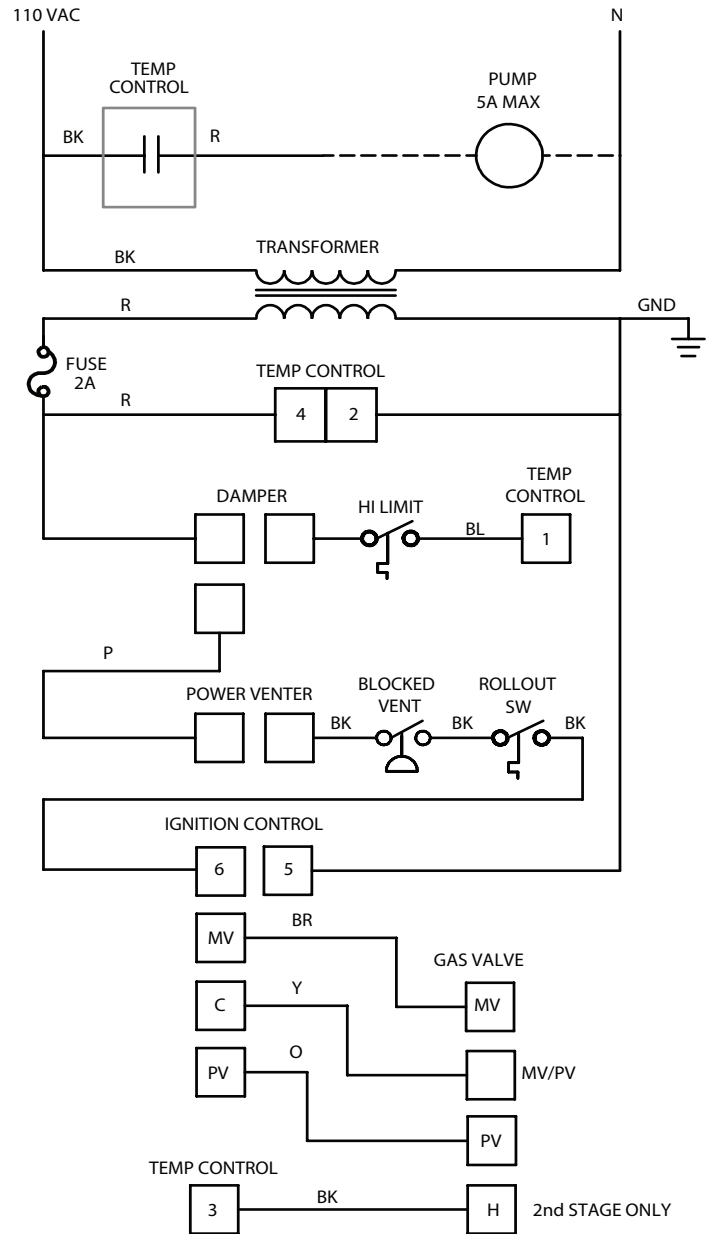 110 VAC
N
TEMP
CONTROL
PUMP
5A MAX
BK
R
TRANSFORMER
BK
R
GND
FUSE
2A
TEMP CONTROL
R
4
2
DAMPER
HI LIMIT
TEMP
CONTROL
BL
1
P
POWER VENTER
BLOCKED
VENT
ROLLOUT
SW
BK
BK
BK
IGNITION CONTROL
6
5
MV
BR
GAS VALVE
MV
C
Y
MV/PV
PV
O
PV
TEMP CONTROL
3
BK
H
2nd STAGE ONLY